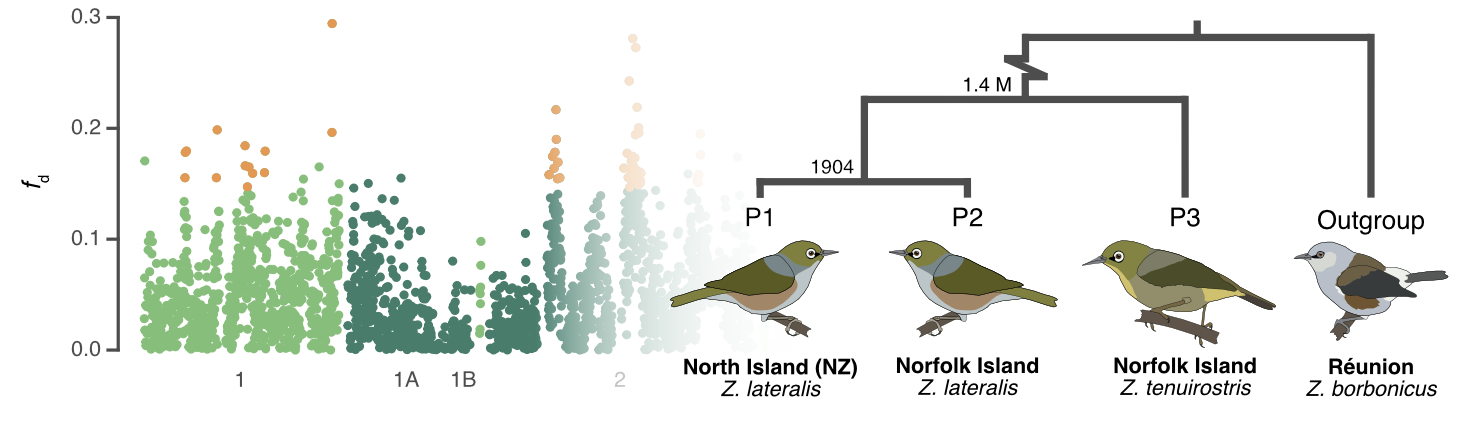 0.3
0.2
0.1
0.0
fd
1
1A
1B
2
1.4 M
1904
P1
P2
P3
Outgroup
North Island (NZ)
Z. lateralis
Norfolk Island
Z. lateralis
Norfolk Island
Z. tenuirostris
Réunion
Z. borbonicus